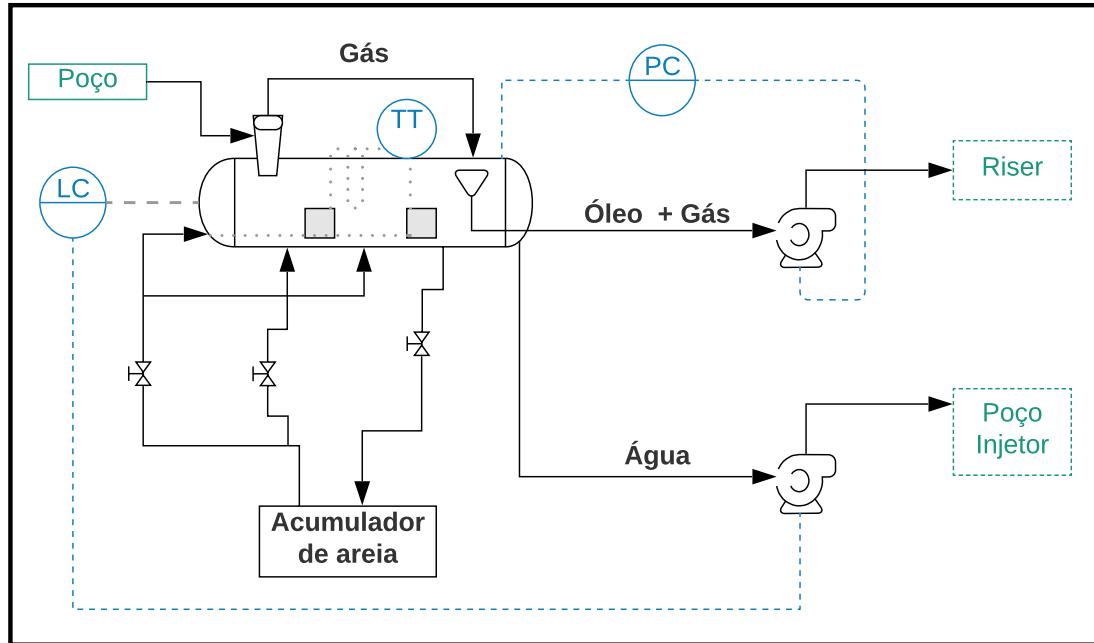 Gás
Poço
TT
PC
LC
Riser
Óleo + Gás
Água
Poço
Injetor
Acumulador
de areia